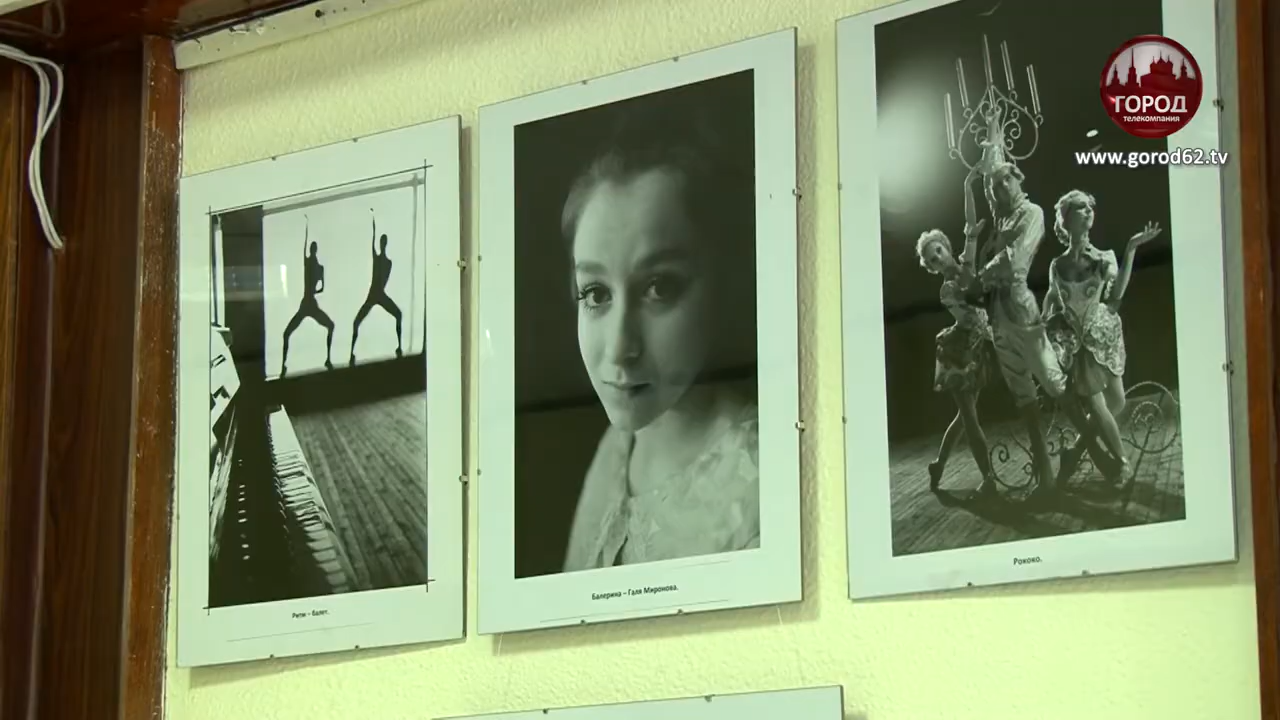 ГОРОД
телекомпания
www.gorod62.tv
Ритм – балет.
Балерина – Галя Миронова.
Рококо.